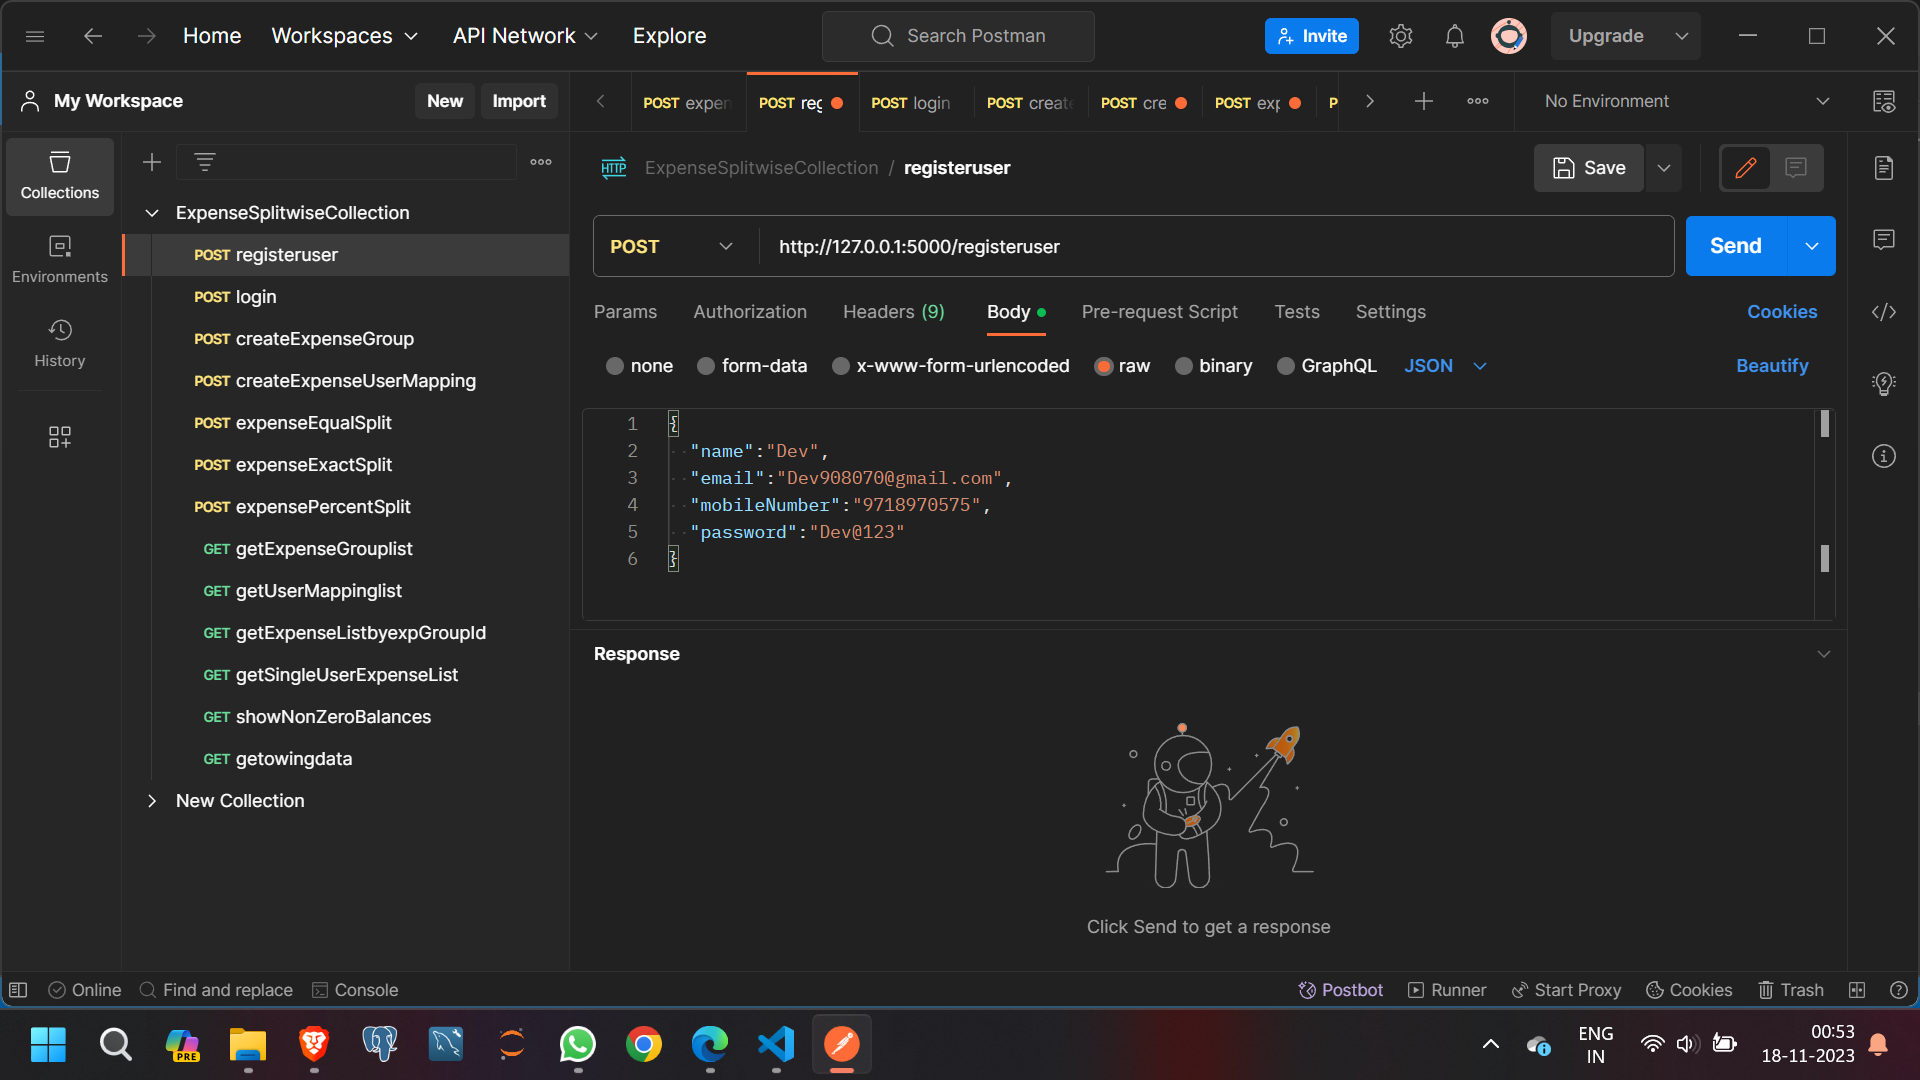 Home Workspaces API Network Explore Search Postman Invite Upgrade
My Workspace New Import POST expen POST reg POST login POST create POST cre POST exp P No Environment
Collections
Environments
History
ExpenseSplitwiseCollection
POST registeruser
POST login
POST createExpenseGroup
POST createExpenseUserMapping
POST expenseEqualSplit
POST expenseExactSplit
POST expensePercentSplit
GET getExpenseGrouplist
GET getUserMappinglist
GET getExpenseListbyexpGroupId
GET getSingleUserExpenseList
GET showNonZeroBalances
GET getowingdata
New Collection
HTTP ExpenseSplitwiseCollection / registeruser Save
POST http://127.0.0.1:5000/registeruser Send
Params Authorization Headers (9) Body Pre-request Script Tests Settings Cookies
none form-data x-www-form-urlencoded raw binary GraphQL JSON Beautify
1 {
2 "name":"Dev",
3 "email":"Dev908070@gmail.com",
4 "mobileNumber":"9718970575",
5 "password":"Dev@123"
6 }
Response
Click Send to get a response
Online Find and replace Console Postbot Runner Start Proxy Cookies Trash
PRE
ENG
IN
00:53
18-11-2023